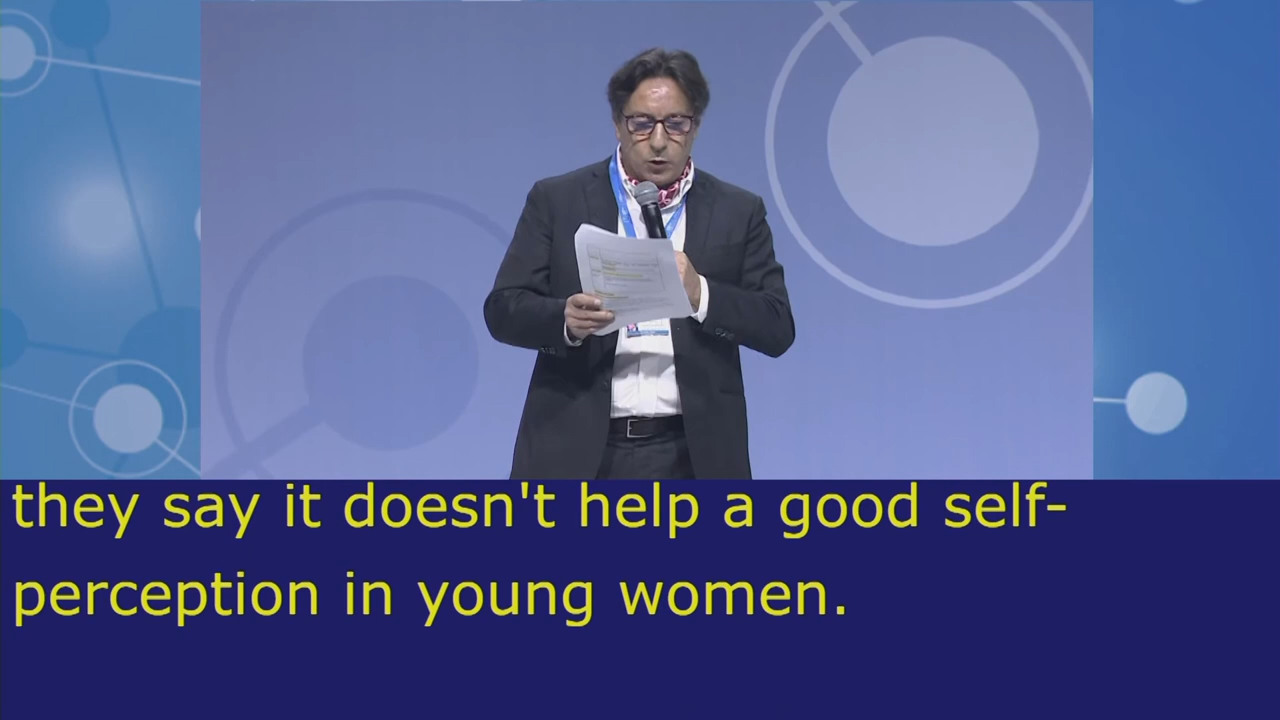 they say it doesn't help a good self-
perception in young women.